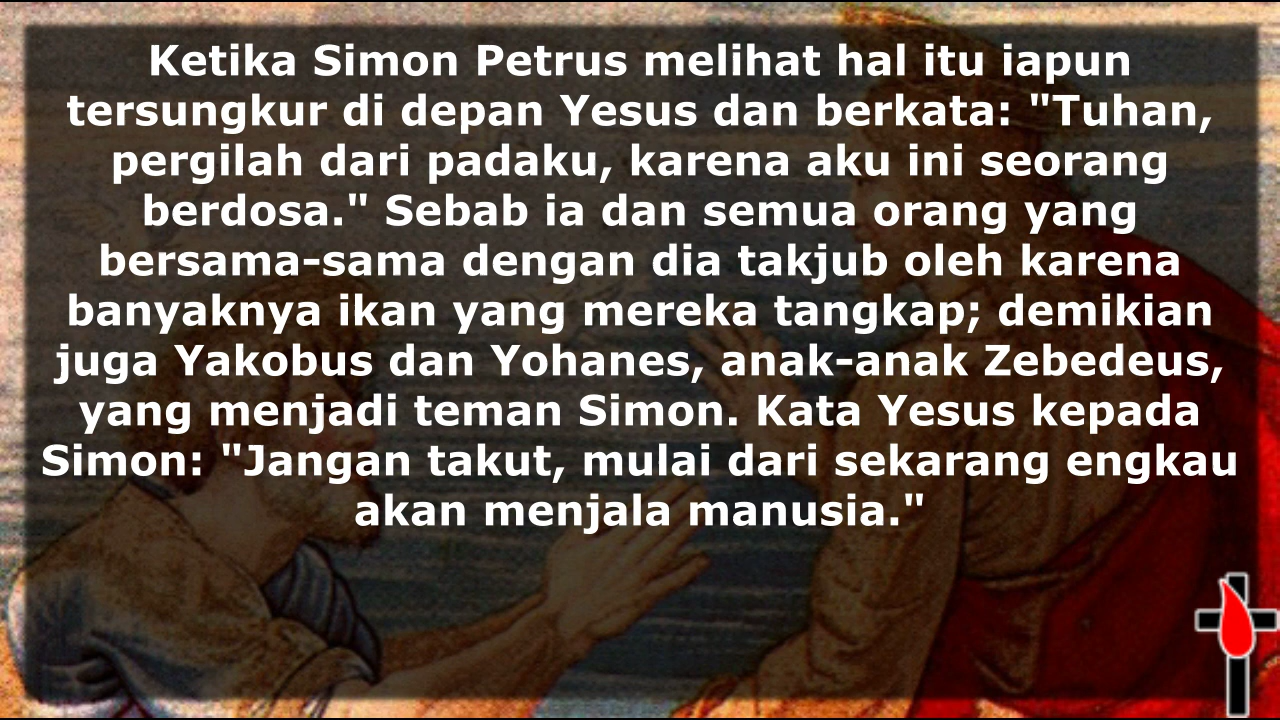 Ketika Simon Petrus melihat hal itu iapun
tersungkur di depan Yesus dan berkata: "Tuhan,
pergilah dari padaku, karena aku ini seorang
berdosa." Sebab ia dan semua orang yang
bersama-sama dengan dia takjub oleh karena
banyaknya ikan yang mereka tangkap; demikian
juga Yakobus dan Yohanes, anak-anak Zebedeus,
yang menjadi teman Simon. Kata Yesus kepada
Simon: "Jangan takut, mulai dari sekarang engkau
akan menjala manusia."